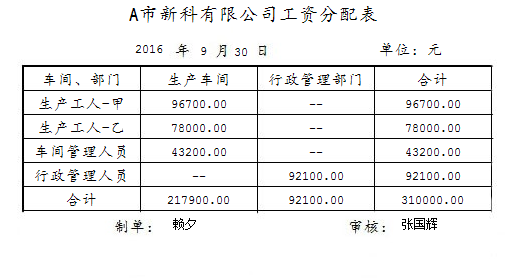 A市新科有限公司工资分配表
2016 年 9 月 30 日 单位：元
车间、部门 生产车间 行政管理部门 合计
生产工人-甲 96700.00 -- 96700.00
生产工人-乙 78000.00 -- 78000.00
车间管理人员 43200.00 -- 43200.00
行政管理人员 -- 92100.00 92100.00
合计 217900.00 92100.00 310000.00
制单： 赖夕 审核： 张国辉